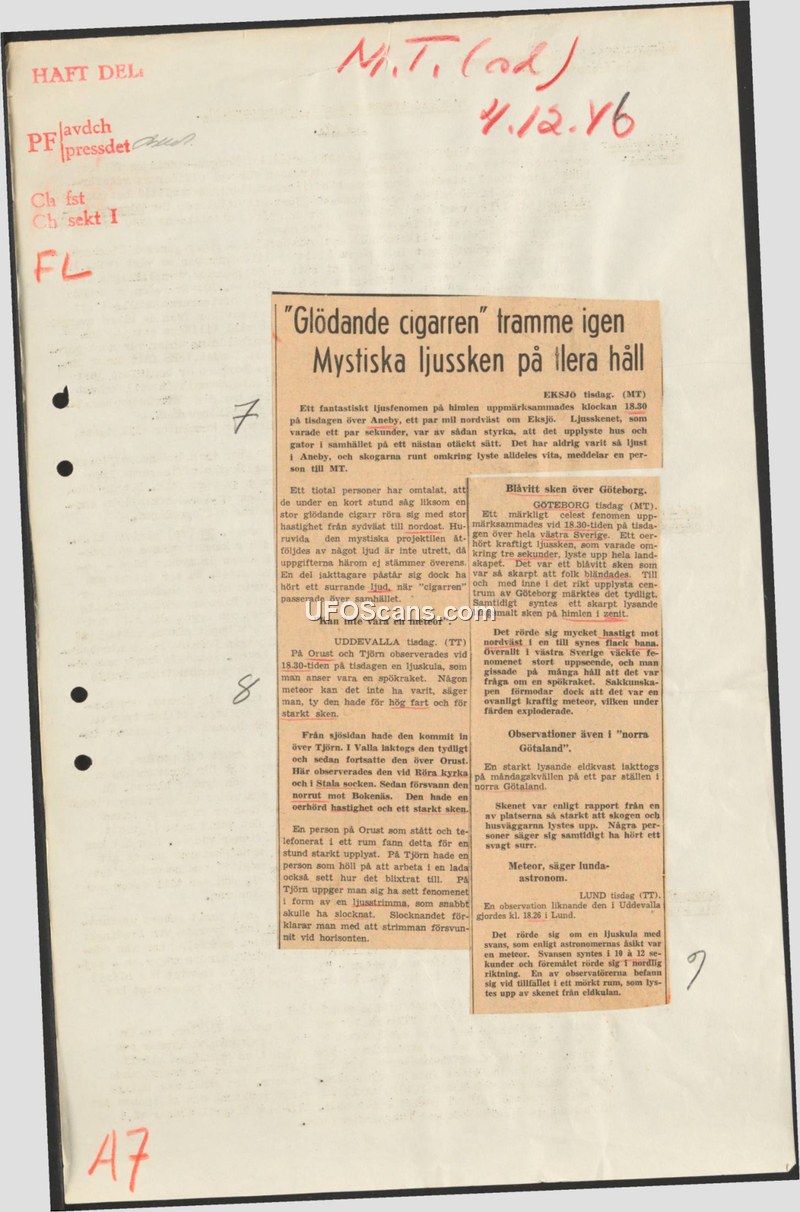 HAFT DEL:
M.T. (ad)
4.12.46
PF avdch
pressdet
Ch fst
Ch sekt I
FL
"Glödande cigarren" framme igen
Mystiska ljussken på flera håll
EKSJÖ tisdag. (MT)
7
Ett fantastiskt ljusfenomen på himlen uppmärksammades klockan 18.30
på tisdagen över Aneby, ett par mil nordväst om Eksjö. Ljusskenet, som
varade ett par sekunder, var av sådan styrka, att det upplyste hus och
gator i samhället på ett nästan otäckt sätt. Det har aldrig varit så ljust
i Aneby, och skogarna runt omkring lyste alldeles vita, meddelar en per-
son till MT.
Ett tiotal personer har omtalat, att
de under en kort stund såg liksom en
stor glödande cigarr röra sig med stor
hastighet från sydväst till nordost. Hu-
ruvida den mystiska projektilen åt-
följdes av något ljud är inte utrett, då
uppgifterna härom ej stämmer överens.
En del iakttagare påstår sig dock ha
hört ett surrande ljud, när "cigarren"
passerade över samhället.
"Kan inte vara en meteor".
UDDEVALLA tisdag. (TT)
På Orust och Tjörn observerades vid
18.30-tiden på tisdagen en ljuskula, som
man anser vara en spökraket. Någon
meteor kan det inte ha varit, säger
man, ty den hade för hög fart och för
starkt sken.
8
Från sjösidan hade den kommit in
över Tjörn. I Valla iaktogs den tydligt
och sedan fortsatte den över Orust.
Här observerades den vid Röra kyrka
och i Stala socken. Sedan försvann den
norrut mot Bokenäs. Den hade en
oerhörd hastighet och ett starkt sken.
En person på Orust som stått och te-
lefonerat i ett rum fann detta för en
stund starkt upplyst. På Tjörn hade en
person som höll på att arbeta i en lada
också sett hur det blixtrat till. På
Tjörn uppger man sig ha sett fenomenet
i form av en ljusstrimma, som snabbt
skulle ha slocknat. Slocknandet för-
klarar man med att strimman försvun-
nit vid horisonten.
Blåvitt sken över Göteborg.
GÖTEBORG tisdag (MT).
Ett märkligt celest fenomen upp-
märksammades vid 18.30-tiden på tisda-
gen över hela västra Sverige. Ett oer-
hört kraftigt ljussken, som varade om-
kring tre sekunder, lyste upp hela land-
skapet. Det var ett blåvitt sken som
var så skarpt att folk bländades. Till
och med inne i det rikt upplysta cen-
trum av Göteborg märktes det tydligt.
Samtidigt syntes ett skarpt lysande
smalt sken på himlen i zenit.
Det rörde sig mycket hastigt mot
nordväst i en till synes flack bana.
Överallt i västra Sverige väckte fe-
nomenet stort uppseende, och man
gissade på många håll att det var
fråga om en spökraket. Sakkunska-
pen förmodar dock att det var en
ovanligt kraftig meteor, vilken under
färden exploderade.
Observationer även i "norra
Götaland".
En starkt lysande eldkvast iakttogs
på måndagskvällen på ett par ställen i
norra Götaland.
Skenet var enligt rapport från en
av platserna så starkt att skogen och
husväggarna lystes upp. Några per-
soner säger sig samtidigt ha hört ett
svagt surr.
Meteor, säger lunda-
astronom.
LUND tisdag (TT).
En observation liknande den i Uddevalla
gjordes kl. 18.26 i Lund.
Det rörde sig om en ljuskula med
svans, som enligt astronomernas åsikt var
en meteor. Svansen syntes i 10 à 12 se-
kunder och föremålet rörde sig i nordlig
riktning. En av observatörerna befann
sig vid tillfället i ett mörkt rum, som lys-
tes upp av skenet från eldkulan.
9
UFOScans.com
A7